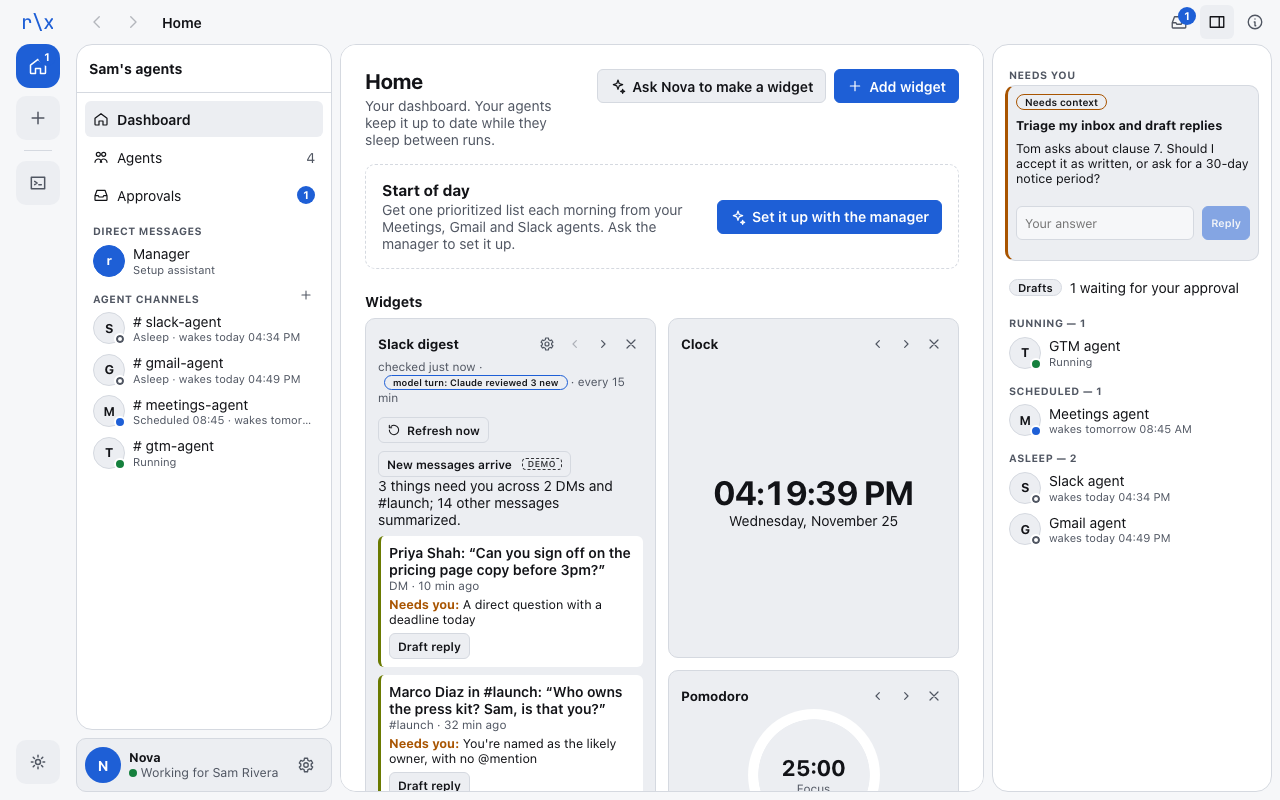 r\x
Home
1
1
Sam's agents
Dashboard
Agents 4
Approvals 1
DIRECT MESSAGES
r
Manager
Setup assistant
AGENT CHANNELS
S
# slack-agent
Asleep · wakes today 04:34 PM
G
# gmail-agent
Asleep · wakes today 04:49 PM
M
# meetings-agent
Scheduled 08:45 · wakes tomor...
T
# gtm-agent
Running
N
Nova
Working for Sam Rivera
Home
Your dashboard. Your agents
keep it up to date while they
sleep between runs.
Ask Nova to make a widget
Add widget
Start of day
Get one prioritized list each morning from your
Meetings, Gmail and Slack agents. Ask the
manager to set it up.
Set it up with the manager
Widgets
Slack digest
checked just now ·
model turn: Claude reviewed 3 new · every 15
min
Refresh now
New messages arrive DEMO
3 things need you across 2 DMs and
#launch; 14 other messages
summarized.
Priya Shah: “Can you sign off on the
pricing page copy before 3pm?”
DM · 10 min ago
Needs you: A direct question with a
deadline today
Draft reply
Marco Diaz in #launch: “Who owns
the press kit? Sam, is that you?”
#launch · 32 min ago
Needs you: You're named as the likely
owner, with no @mention
Draft reply
Clock
04:19:39 PM
Wednesday, November 25
Pomodoro
25:00
Focus
NEEDS YOU
Needs context
Triage my inbox and draft replies
Tom asks about clause 7. Should I
accept it as written, or ask for a 30-day
notice period?
Your answer
Reply
Drafts 1 waiting for your approval
RUNNING — 1
T
GTM agent
Running
SCHEDULED — 1
M
Meetings agent
wakes tomorrow 08:45 AM
ASLEEP — 2
S
Slack agent
wakes today 04:34 PM
G
Gmail agent
wakes today 04:49 PM